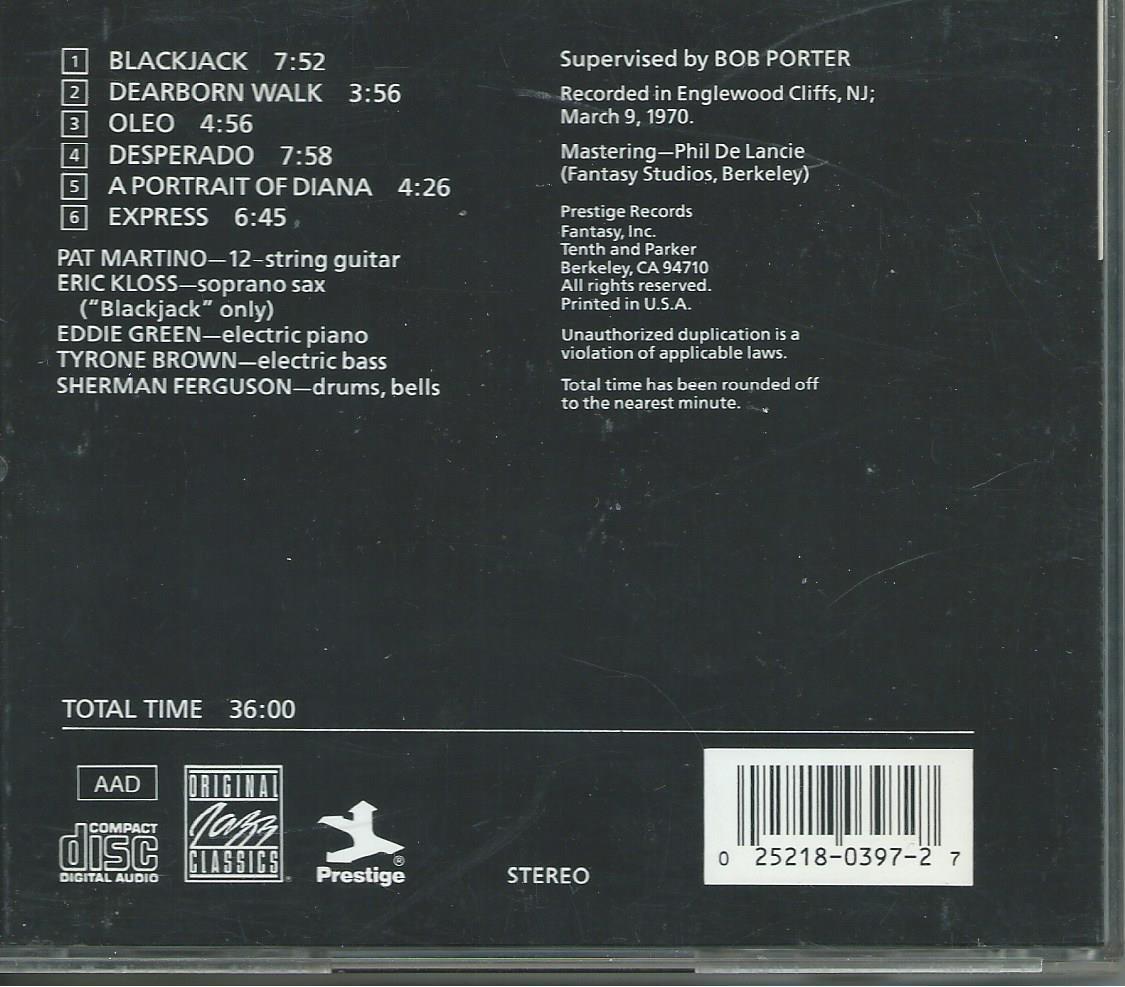 1 BLACKJACK 7:52
2 DEARBORN WALK 3:56
3 OLEO 4:56
4 DESPERADO 7:58
5 A PORTRAIT OF DIANA 4:26
6 EXPRESS 6:45
PAT MARTINO—12-string guitar
ERIC KLOSS—soprano sax
(“Blackjack” only)
EDDIE GREEN—electric piano
TYRONE BROWN—electric bass
SHERMAN FERGUSON—drums, bells
Supervised by BOB PORTER
Recorded in Englewood Cliffs, NJ;
March 9, 1970.
Mastering—Phil De Lancie
(Fantasy Studios, Berkeley)
Prestige Records
Fantasy, Inc.
Tenth and Parker
Berkeley, CA 94710
All rights reserved.
Printed in U.S.A.
Unauthorized duplication is a
violation of applicable laws.
Total time has been rounded off
to the nearest minute.
TOTAL TIME 36:00
AAD
COMPACT
disc
DIGITAL AUDIO
ORIGINAL
Jazz
CLASSICS
®
Prestige
STEREO
0 25218-0397-2 7